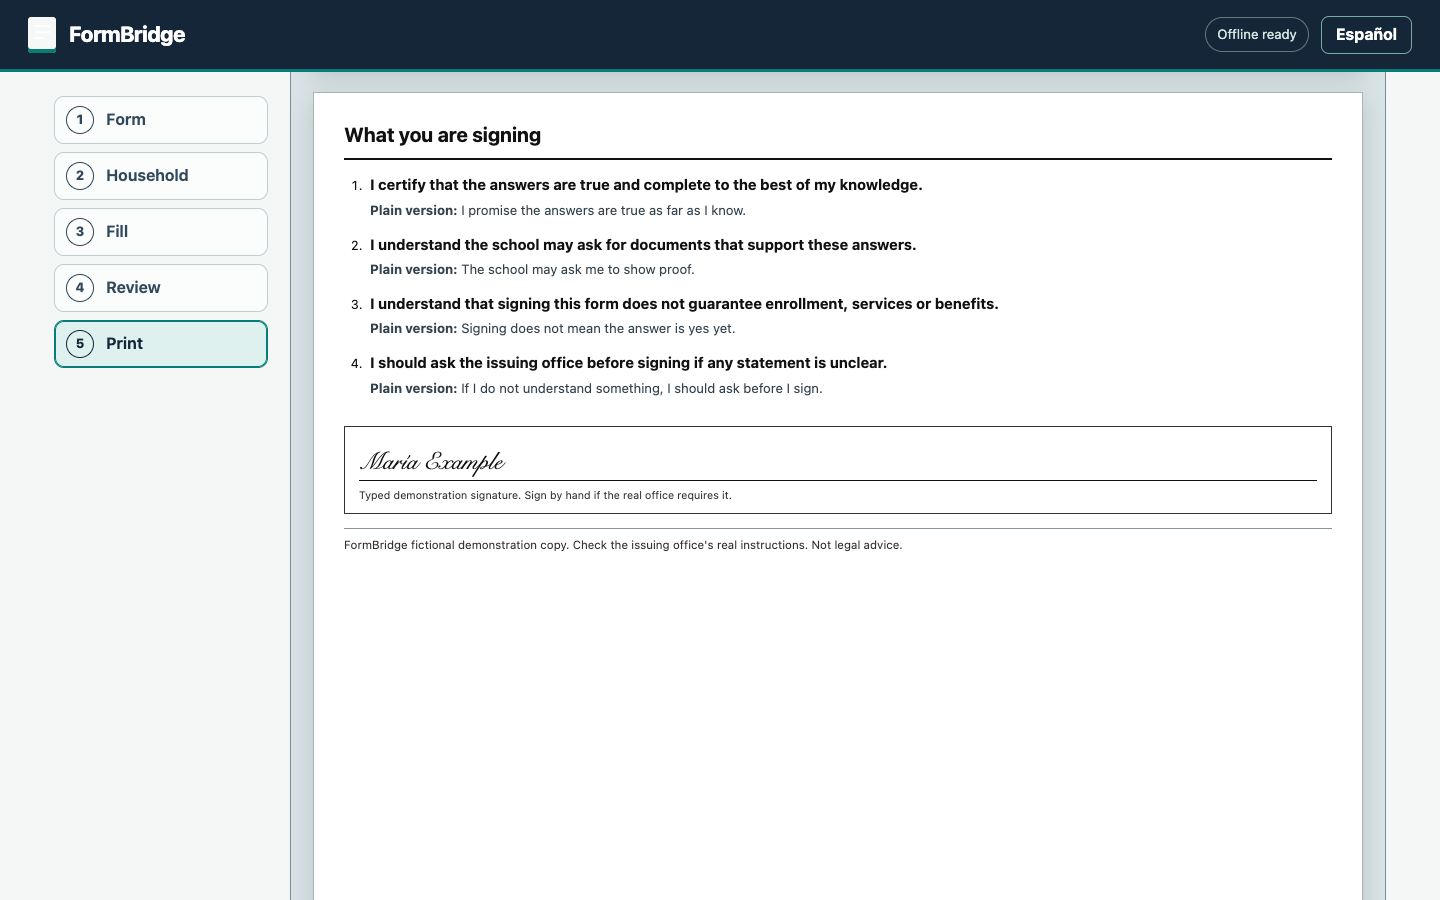 FormBridge
Offline ready
Español
1 Form
2 Household
3 Fill
4 Review
5 Print
What you are signing
1. I certify that the answers are true and complete to the best of my knowledge.
Plain version: I promise the answers are true as far as I know.
2. I understand the school may ask for documents that support these answers.
Plain version: The school may ask me to show proof.
3. I understand that signing this form does not guarantee enrollment, services or benefits.
Plain version: Signing does not mean the answer is yes yet.
4. I should ask the issuing office before signing if any statement is unclear.
Plain version: If I do not understand something, I should ask before I sign.
María Example
Typed demonstration signature. Sign by hand if the real office requires it.
FormBridge fictional demonstration copy. Check the issuing office's real instructions. Not legal advice.